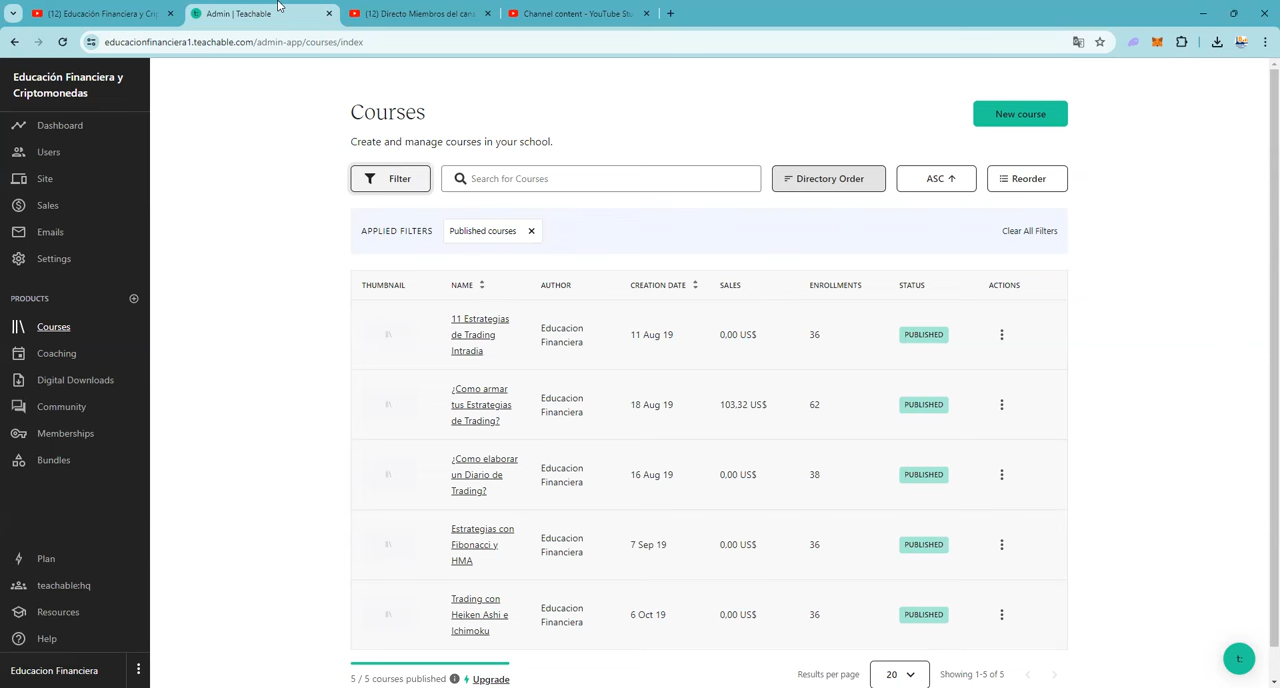 (12) Educación Financiera y Crip
Admin | Teachable
(12) Directo Miembros del cana
Channel content - YouTube Stu
educacionfinanciera1.teachable.com/admin-app/courses/index
Educación Financiera y
Criptomonedas
Dashboard
Users
Site
Sales
Emails
Settings
PRODUCTS
Courses
Coaching
Digital Downloads
Community
Memberships
Bundles
Plan
teachable:hq
Resources
Help
Educacion Financiera
Courses
New course
Create and manage courses in your school.
Filter
Search for Courses
Directory Order
ASC ↑
Reorder
APPLIED FILTERS
Published courses ×
Clear All Filters
THUMBNAIL NAME AUTHOR CREATION DATE SALES ENROLLMENTS STATUS ACTIONS
11 Estrategias
de Trading
Intradia
Educacion
Financiera
11 Aug 19
0,00 US$
36
PUBLISHED
¿Como armar
tus Estrategias
de Trading?
Educacion
Financiera
18 Aug 19
103,32 US$
62
PUBLISHED
¿Como elaborar
un Diario de
Trading?
Educacion
Financiera
16 Aug 19
0,00 US$
38
PUBLISHED
Estrategias con
Fibonacci y
HMA
Educacion
Financiera
7 Sep 19
0,00 US$
36
PUBLISHED
Trading con
Heiken Ashi e
Ichimoku
Educacion
Financiera
6 Oct 19
0,00 US$
36
PUBLISHED
5 / 5 courses published
Upgrade
Results per page
20
Showing 1-5 of 5
t: